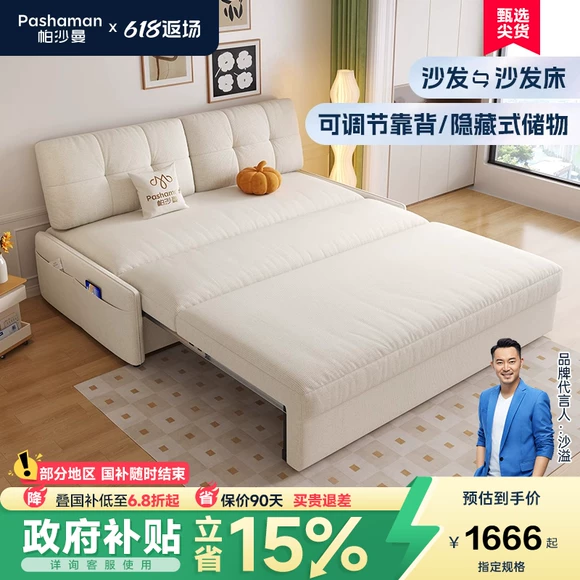 Pashaman
帕沙曼
x 618返场
甄选
尖货
沙发⇋沙发床
可调节靠背/隐藏式储物
Pashaman
帕沙曼
品牌代言人：沙溢
部分地区 国补随时结束
降 叠国补低至6.8折起
省 保价90天 买贵退差
政府补贴
详询客服使用
立省15%
预估到手价
¥1666起
指定规格